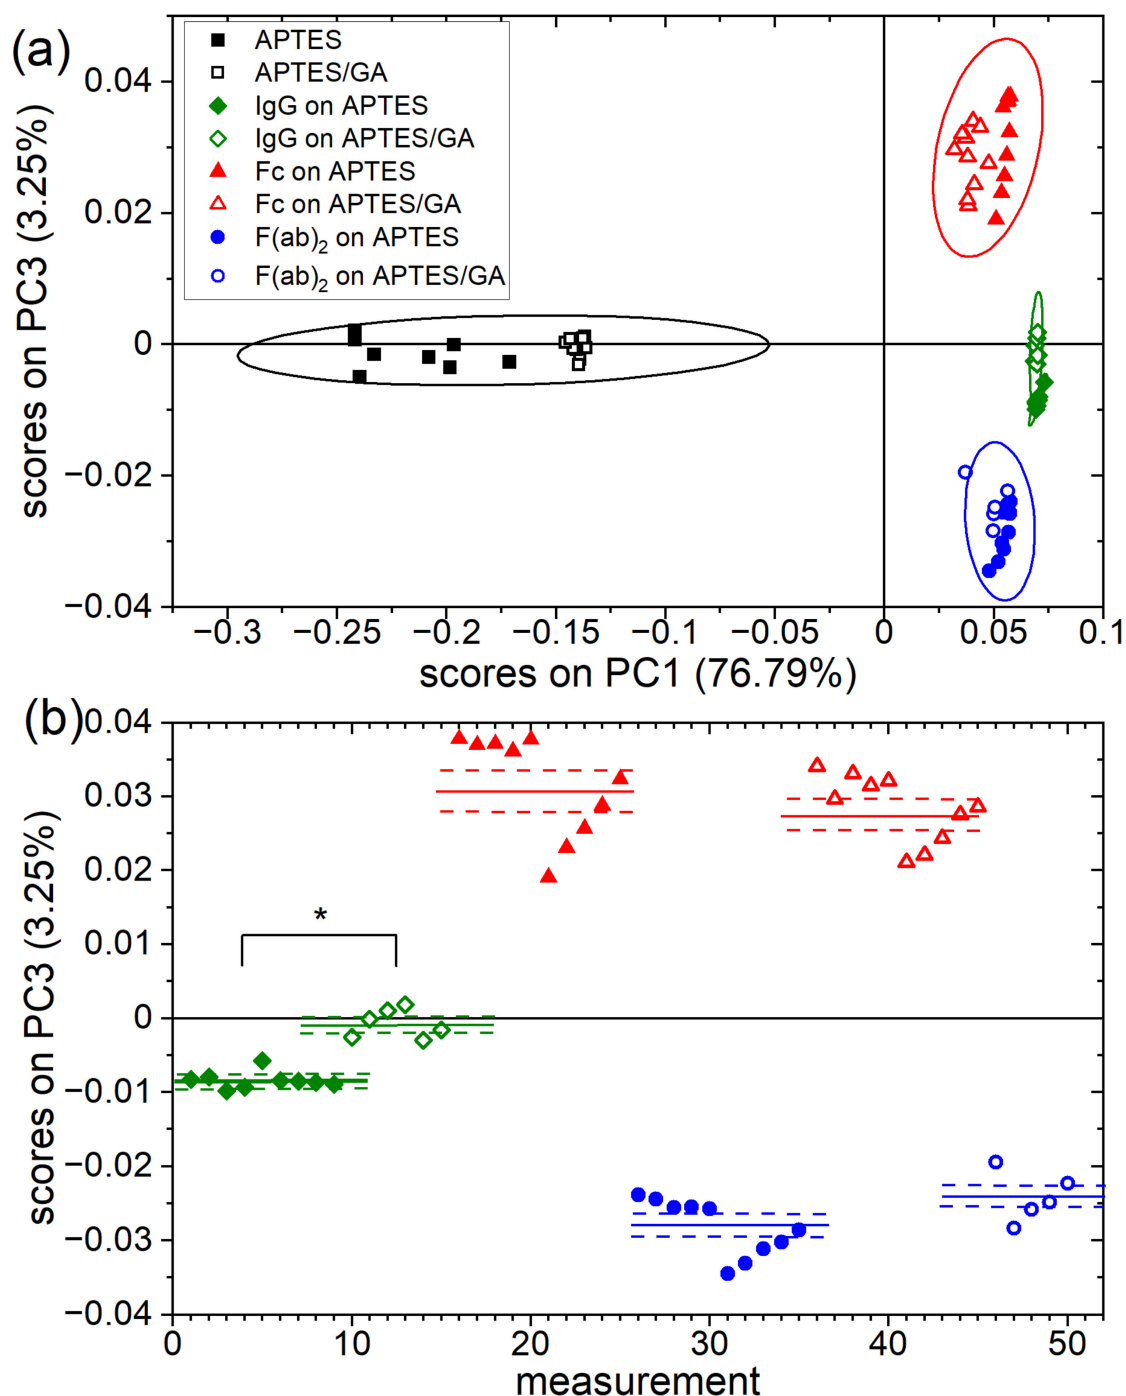 (a)
APTES
APTES/GA
IgG on APTES
IgG on APTES/GA
Fc on APTES
Fc on APTES/GA
F(ab)₂ on APTES
F(ab)₂ on APTES/GA
scores on PC3 (3.25%)
0.04
0.02
0
−0.02
−0.04
−0.3 −0.25 −0.2 −0.15 −0.1 −0.05 0 0.05 0.1
scores on PC1 (76.79%)
(b)
scores on PC3 (3.25%)
0.04
0.03
0.02
0.01
0
−0.01
−0.02
−0.03
−0.04
*
0 10 20 30 40 50
measurement